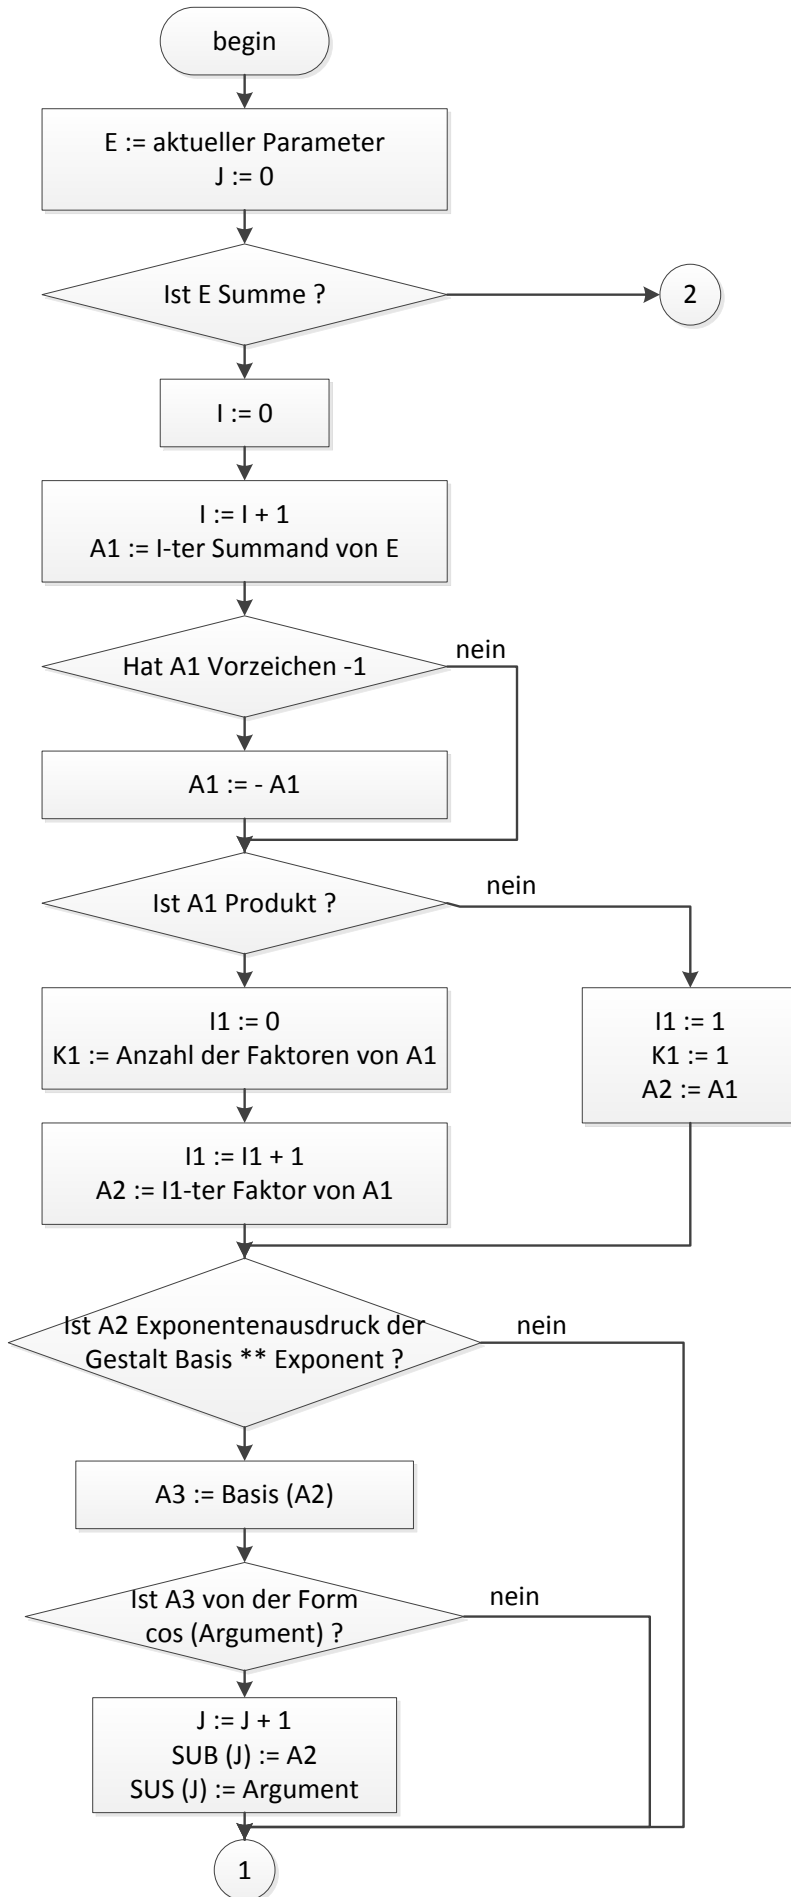 begin
E := aktueller Parameter
J := 0
Ist E Summe ?
2
I := 0
I := I + 1
A1 := I-ter Summand von E
Hat A1 Vorzeichen -1
nein
A1 := - A1
Ist A1 Produkt ?
nein
I1 := 0
K1 := Anzahl der Faktoren von A1
I1 := 1
K1 := 1
A2 := A1
I1 := I1 + 1
A2 := I1-ter Faktor von A1
Ist A2 Exponentenausdruck der
Gestalt Basis ** Exponent ?
nein
A3 := Basis (A2)
Ist A3 von der Form
cos (Argument) ?
nein
J := J + 1
SUB (J) := A2
SUS (J) := Argument
1